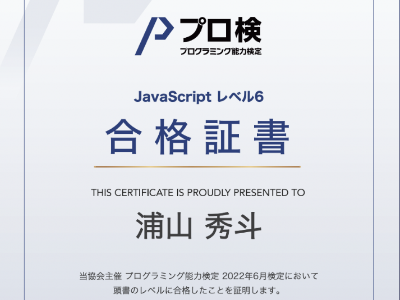 プロ検
プログラミング能力検定
JavaScript レベル6
合格証書
THIS CERTIFICATE IS PROUDLY PRESENTED TO
浦山 秀斗
当協会主催 プログラミング能力検定 2022年6月検定において
頭書のレベルに合格したことを証明します。